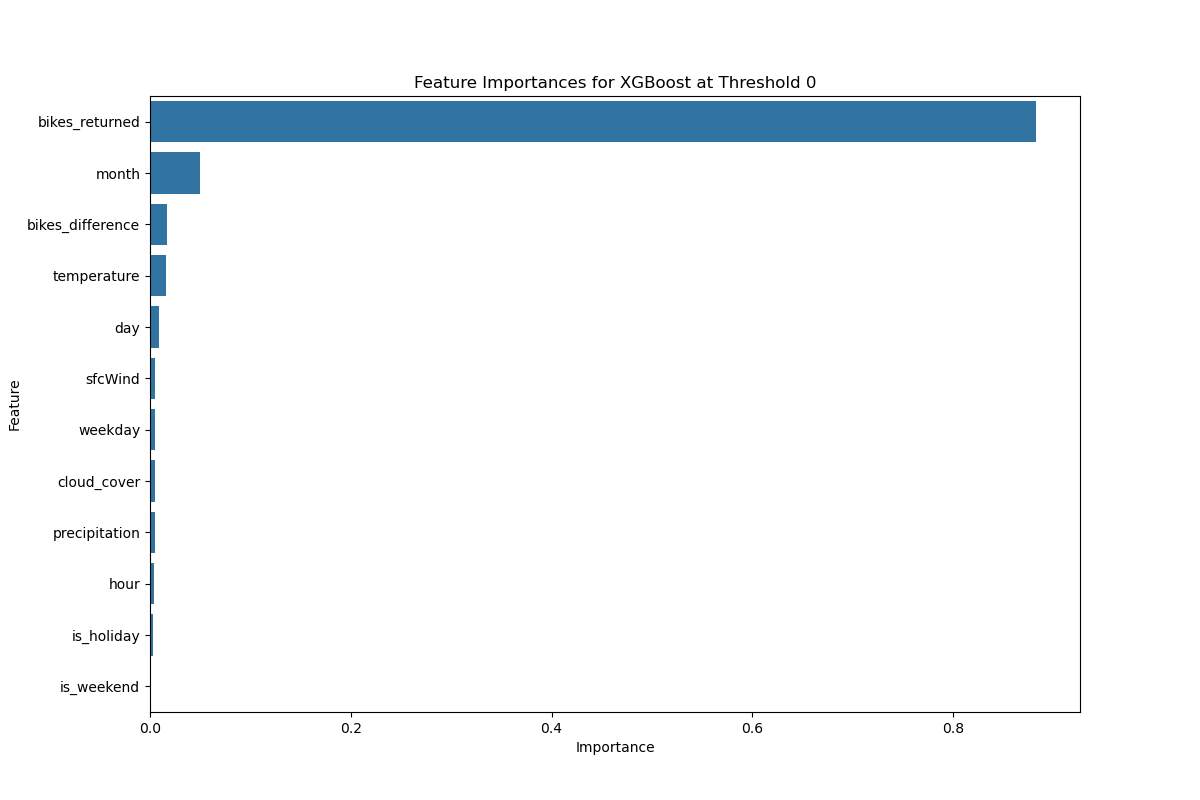 Feature Importances for XGBoost at Threshold 0
bikes_returned
month
bikes_difference
temperature
day
sfcWind
weekday
cloud_cover
precipitation
hour
is_holiday
is_weekend
Feature
0.0 0.2 0.4 0.6 0.8
Importance